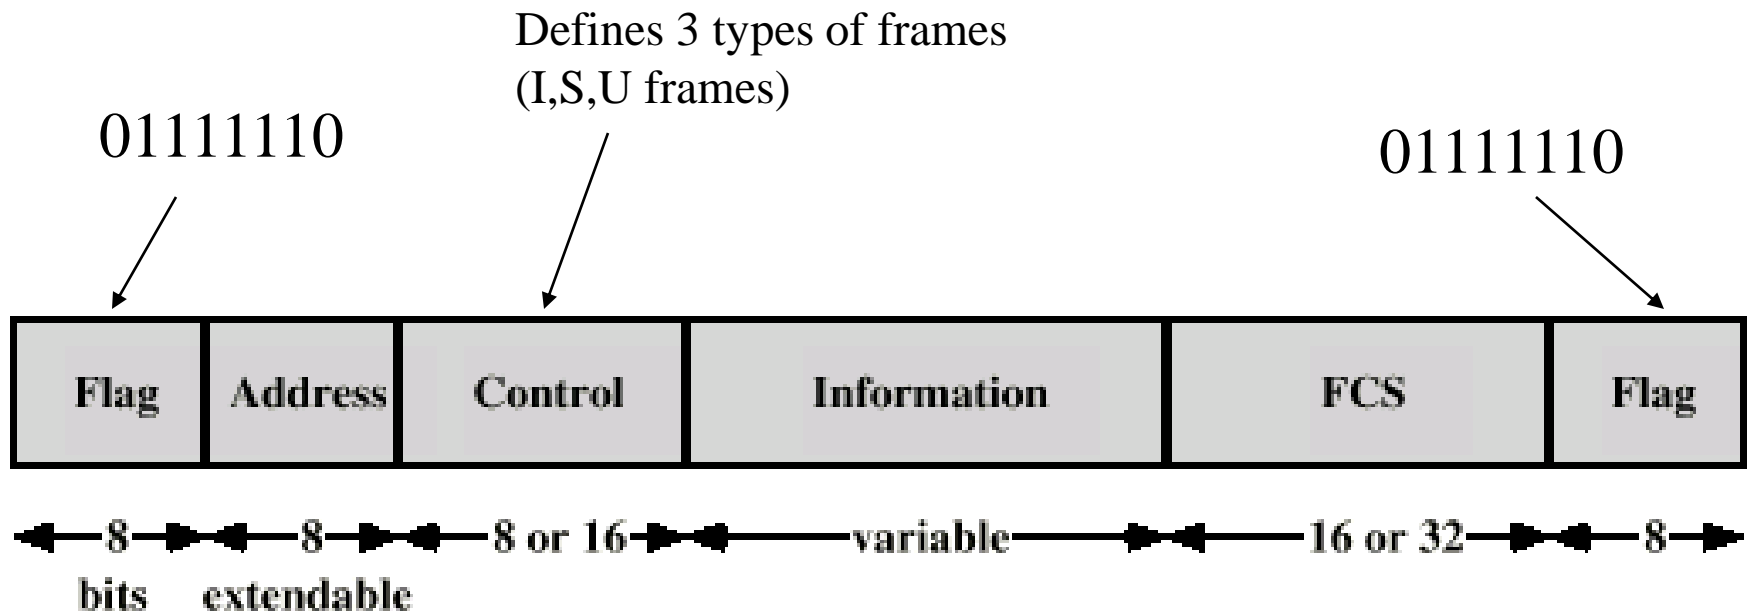 Defines 3 types of frames
(I,S,U frames)
01111110
01111110
Flag Address Control Information FCS Flag
8 8 8 or 16 variable 16 or 32 8
bits extendable